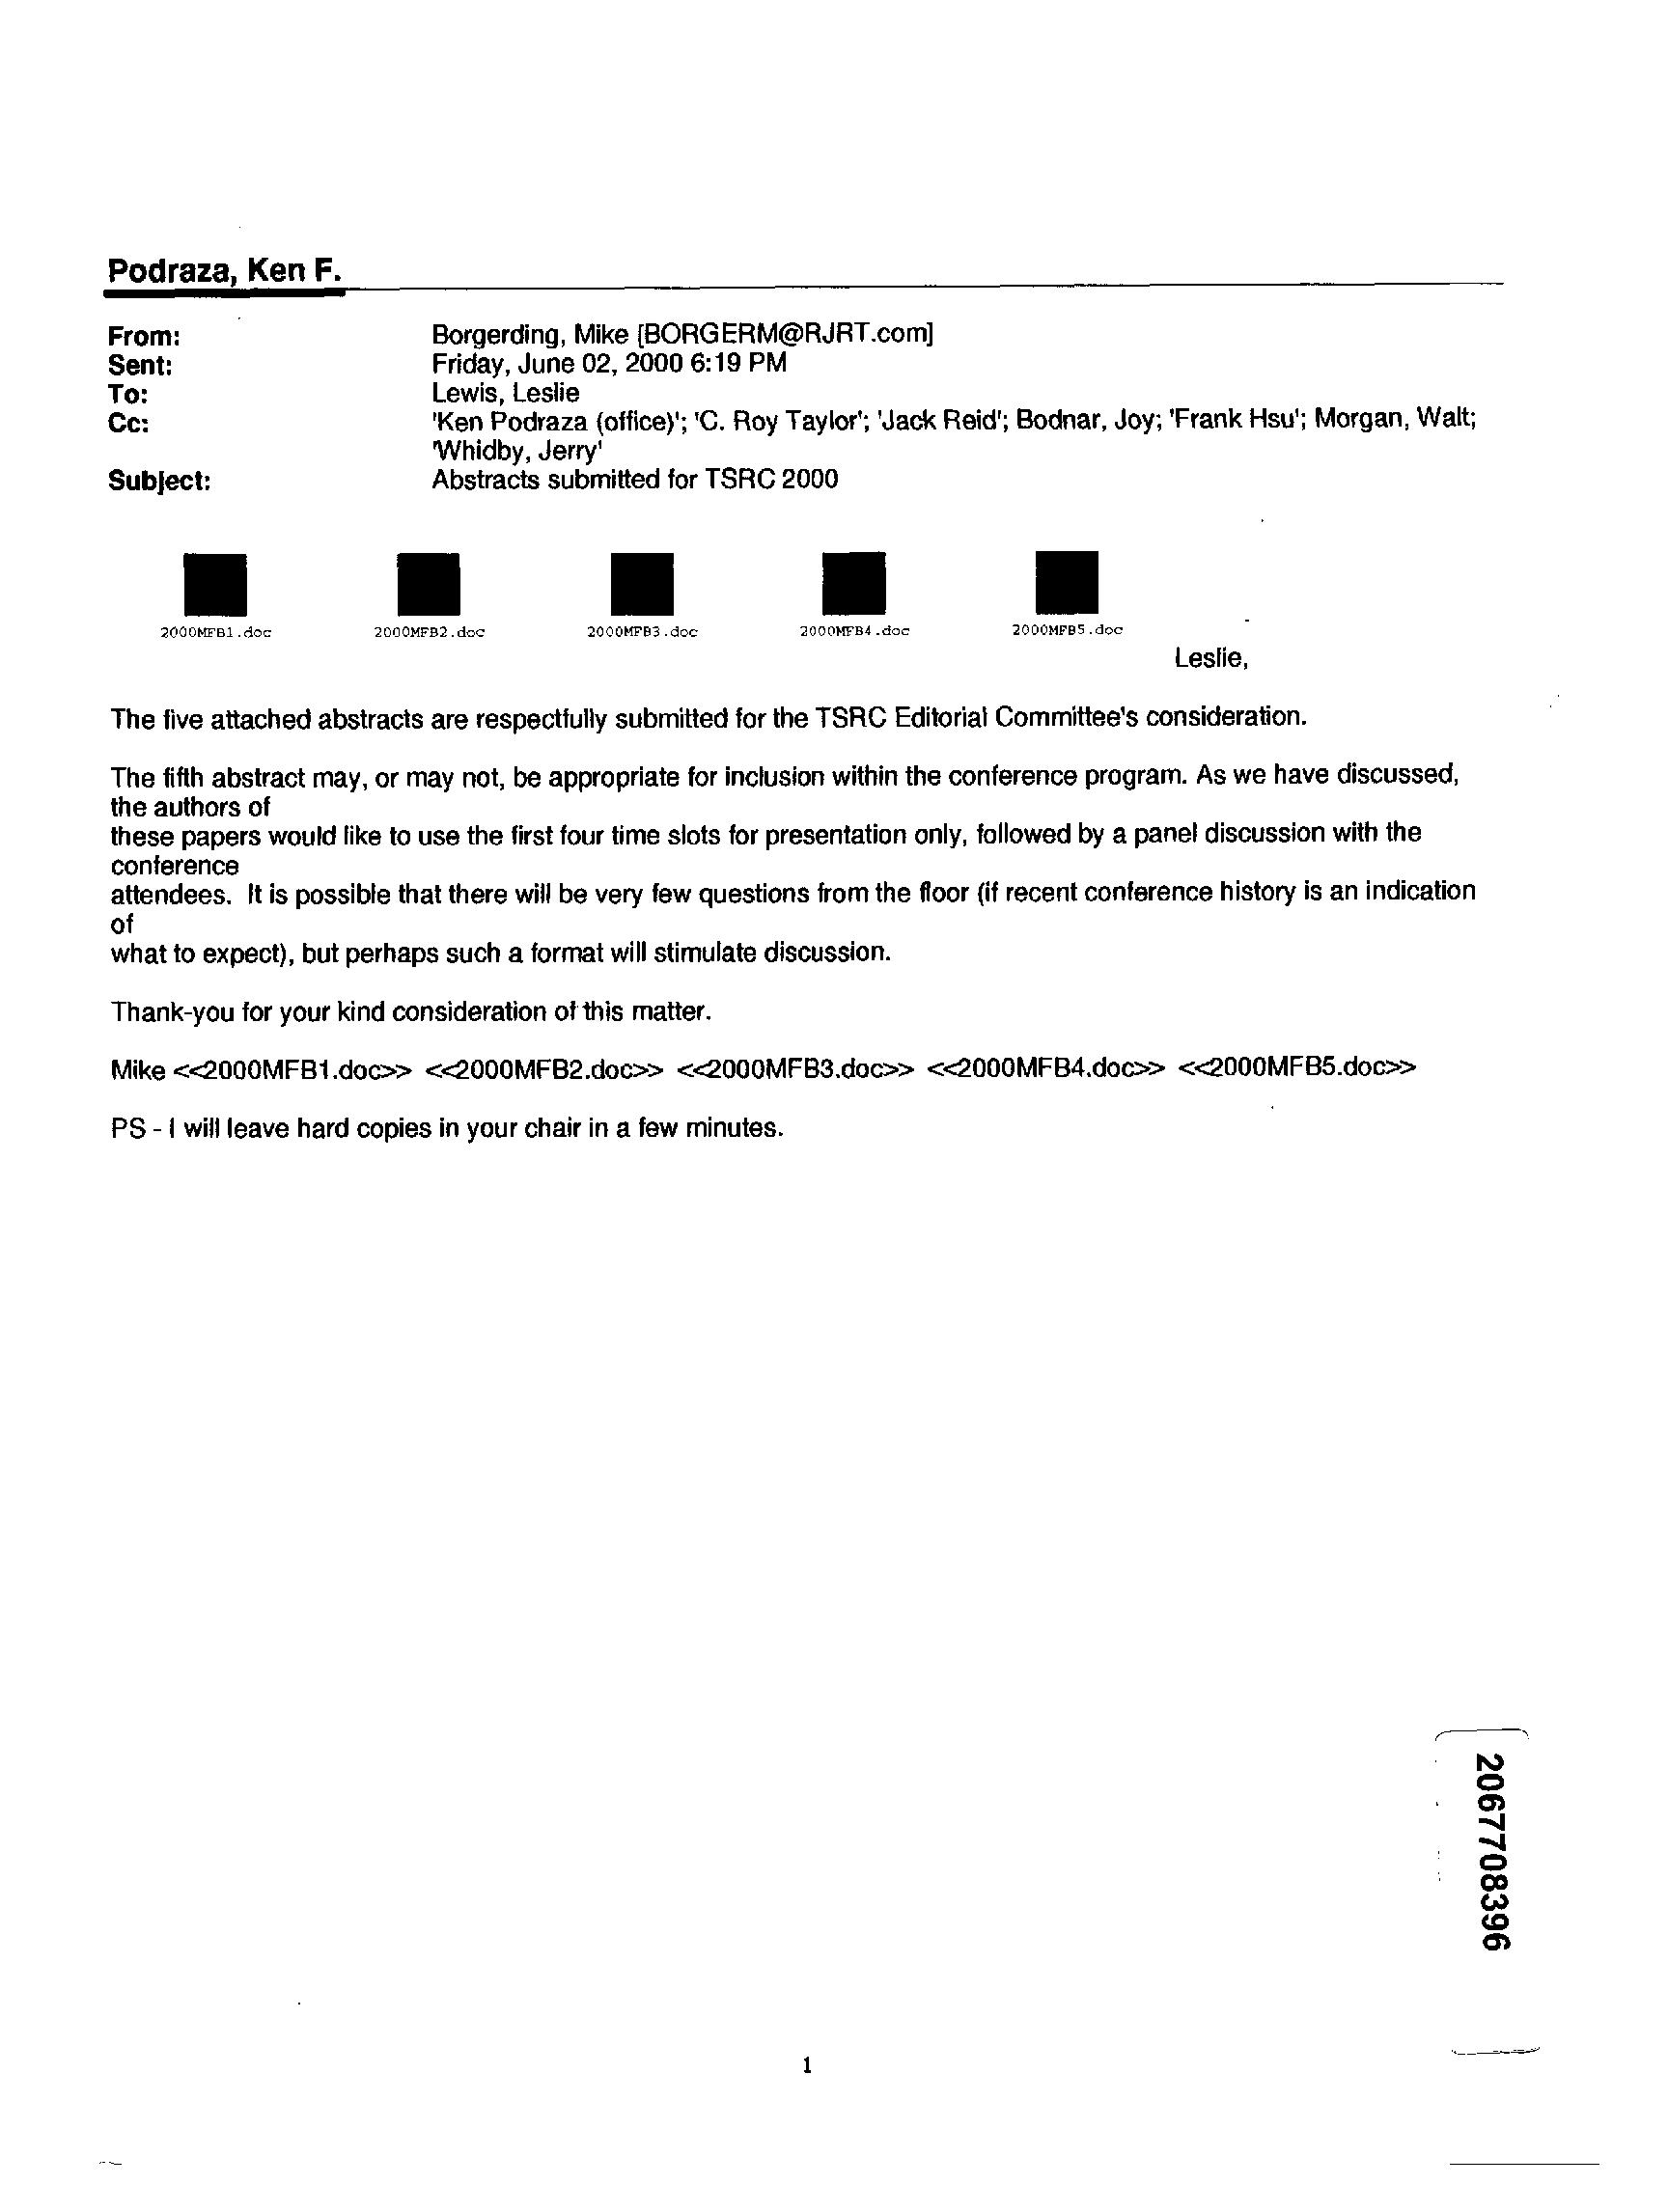 Podraza, Ken F.
From: Borgerding, Mike [BORGERM@RJRT.com]
Sent: Friday, June 02, 2000 6:19 PM
To: Lewis, Leslie
Cc: 'Ken Podraza (office)'; 'C. Roy Taylor'; 'Jack Reid'; Bodnar, Joy; 'Frank Hsu'; Morgan, Walt;
'Whidby, Jerry'
Subject: Abstracts submitted for TSRC 2000
2000MFB1.doc 2000MFB2.doc 2000MFB3.doc 2000MFB4.doc 2000MFB5.doc
Leslie,
The five attached abstracts are respectfully submitted for the TSRC Editorial Committee's consideration.
The fifth abstract may, or may not, be appropriate for inclusion within the conference program. As we have discussed,
the authors of
these papers would like to use the first four time slots for presentation only, followed by a panel discussion with the
conference
attendees. It is possible that there will be very few questions from the floor (if recent conference history is an indication
of
what to expect), but perhaps such a format will stimulate discussion.
Thank-you for your kind consideration of this matter.
Mike <<2000MFB1.doc>> <<2000MFB2.doc>> <<2000MFB3.doc>> <<2000MFB4.doc>> <<2000MFB5.doc>>
PS - I will leave hard copies in your chair in a few minutes.
2067708396
1